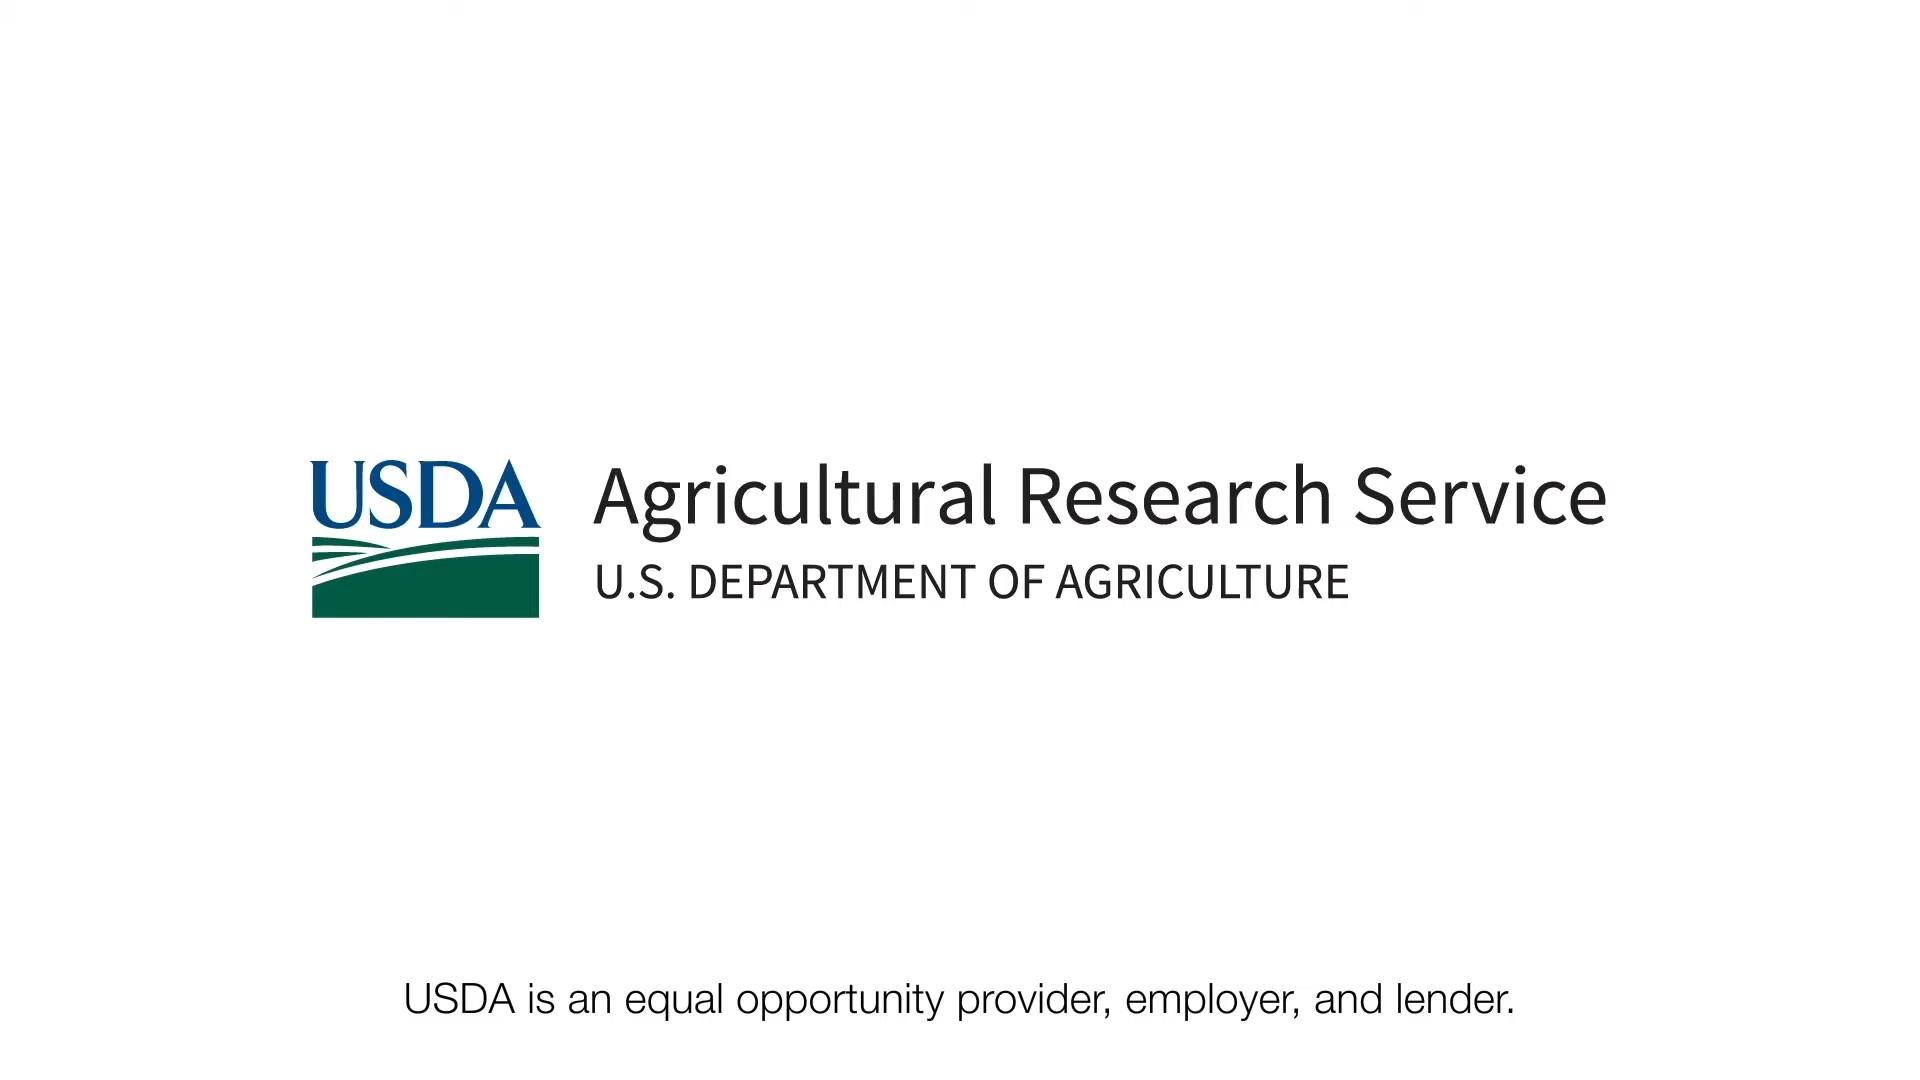 USDA
Agricultural Research Service
U.S. DEPARTMENT OF AGRICULTURE
USDA is an equal opportunity provider, employer, and lender.